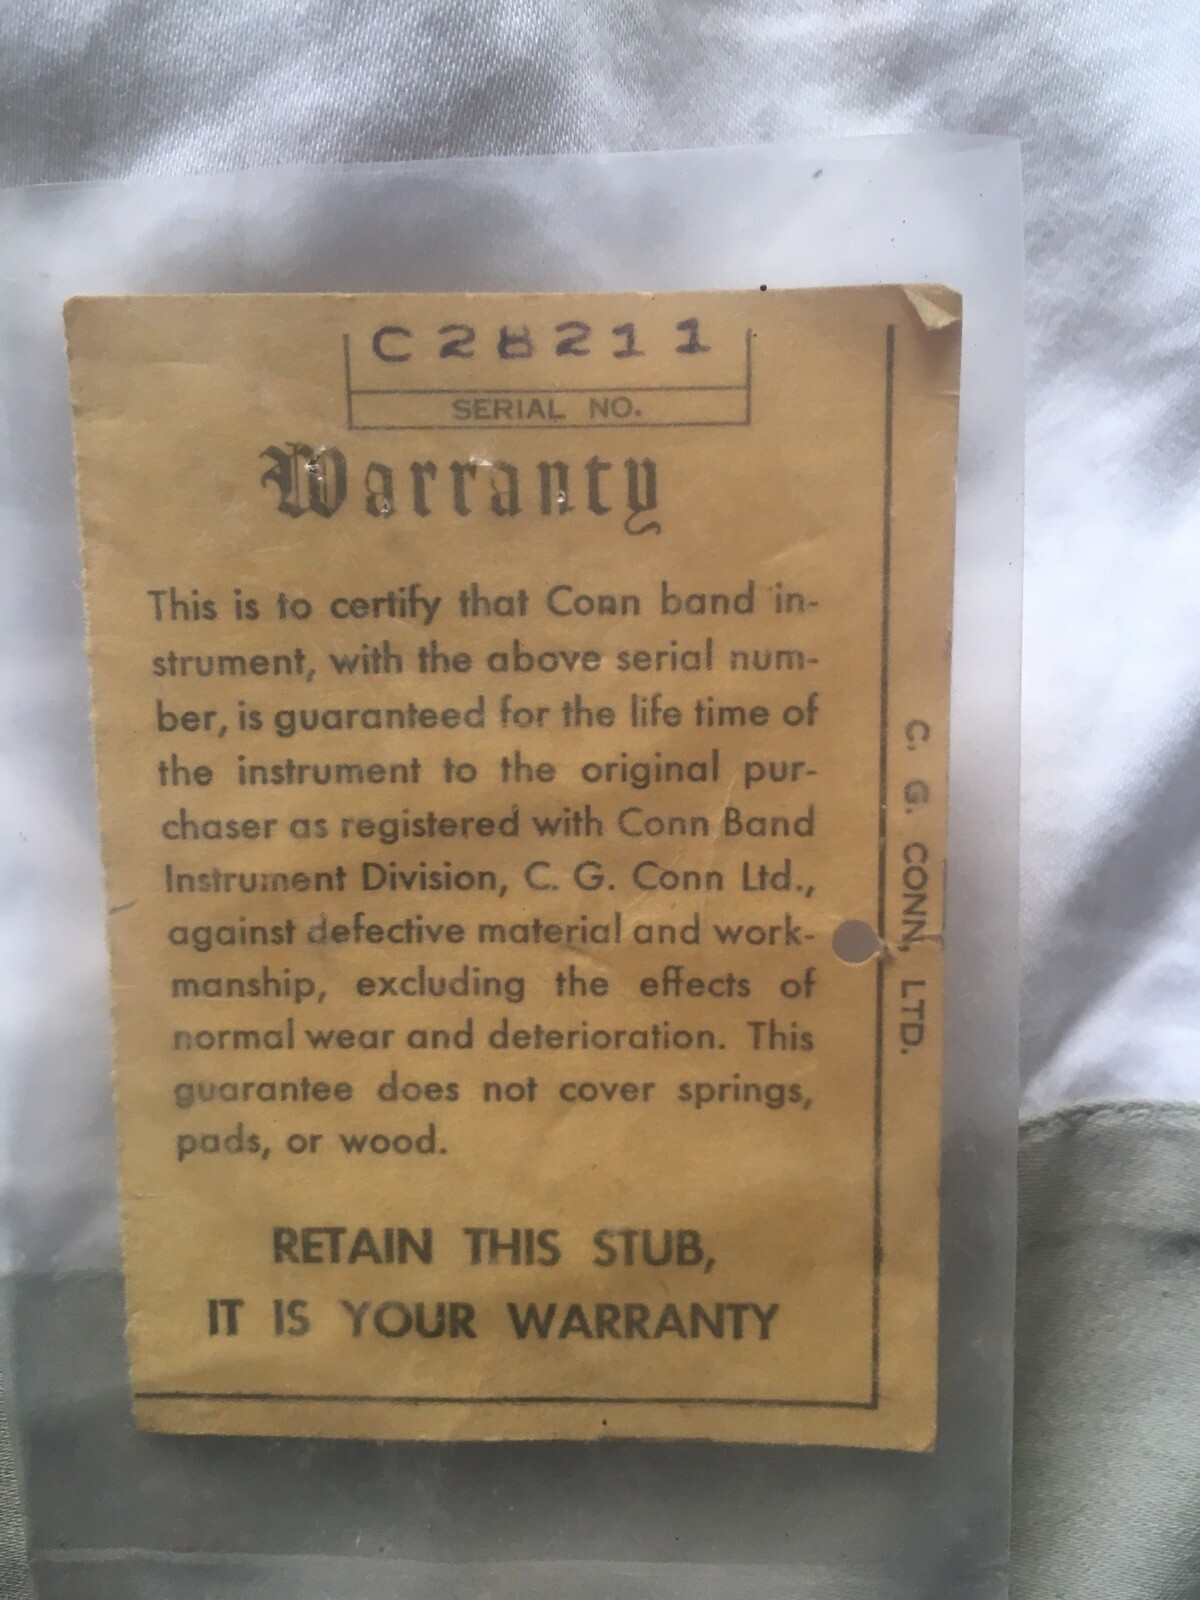 C28211
SERIAL NO.
Warranty
This is to certify that Conn band in-
strument, with the above serial num-
ber, is guaranteed for the life time of
the instrument to the original pur-
chaser as registered with Conn Band
Instrument Division, C. G. Conn Ltd.,
against defective material and work-
manship, excluding the effects of
normal wear and deterioration. This
guarantee does not cover springs,
pads, or wood.
RETAIN THIS STUB,
IT IS YOUR WARRANTY
C. G. CONN, LTD.